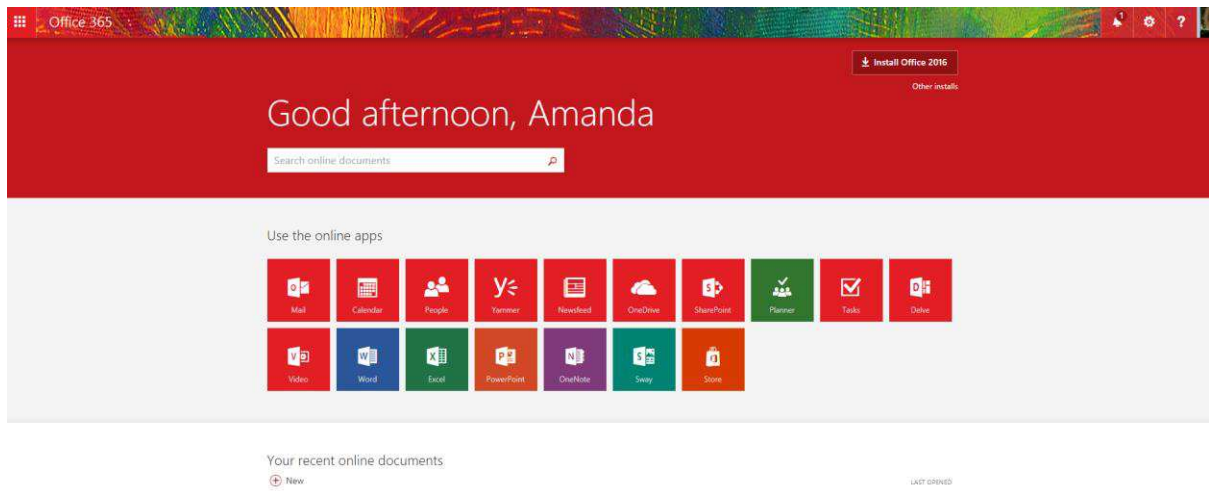 Office 365
1
?
Install Office 2016
Other installs
Good afternoon, Amanda
Search online documents
Use the online apps
Mail Calendar People Yammer Newsfeed OneDrive SharePoint Planner Tasks Delve
Video Word Excel PowerPoint OneNote Sway Store
Your recent online documents
New
LAST OPENED